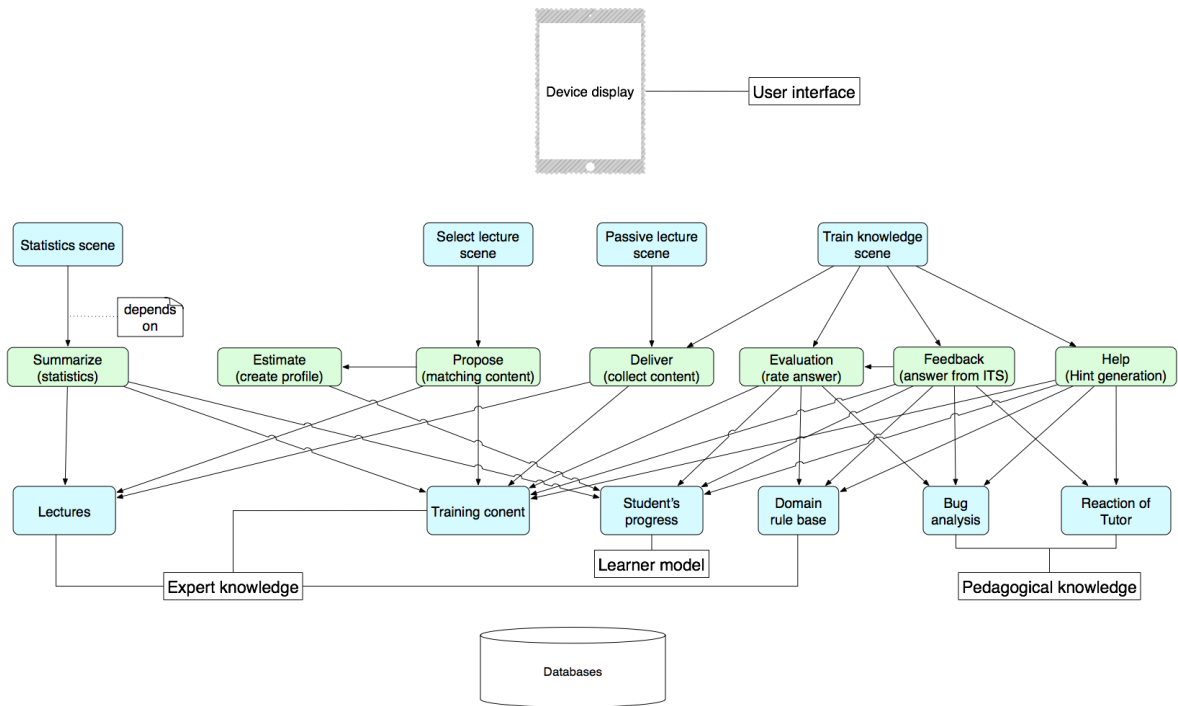 Device display
User interface
Statistics scene
Select lecture
scene
Passive lecture
scene
Train knowledge
scene
depends
on
Summarize
(statistics)
Estimate
(create profile)
Propose
(matching content)
Deliver
(collect content)
Evaluation
(rate answer)
Feedback
(answer from ITS)
Help
(Hint generation)
Lectures
Training conent
Student's
progress
Domain
rule base
Bug
analysis
Reaction of
Tutor
Learner model
Expert knowledge
Pedagogical knowledge
Databases